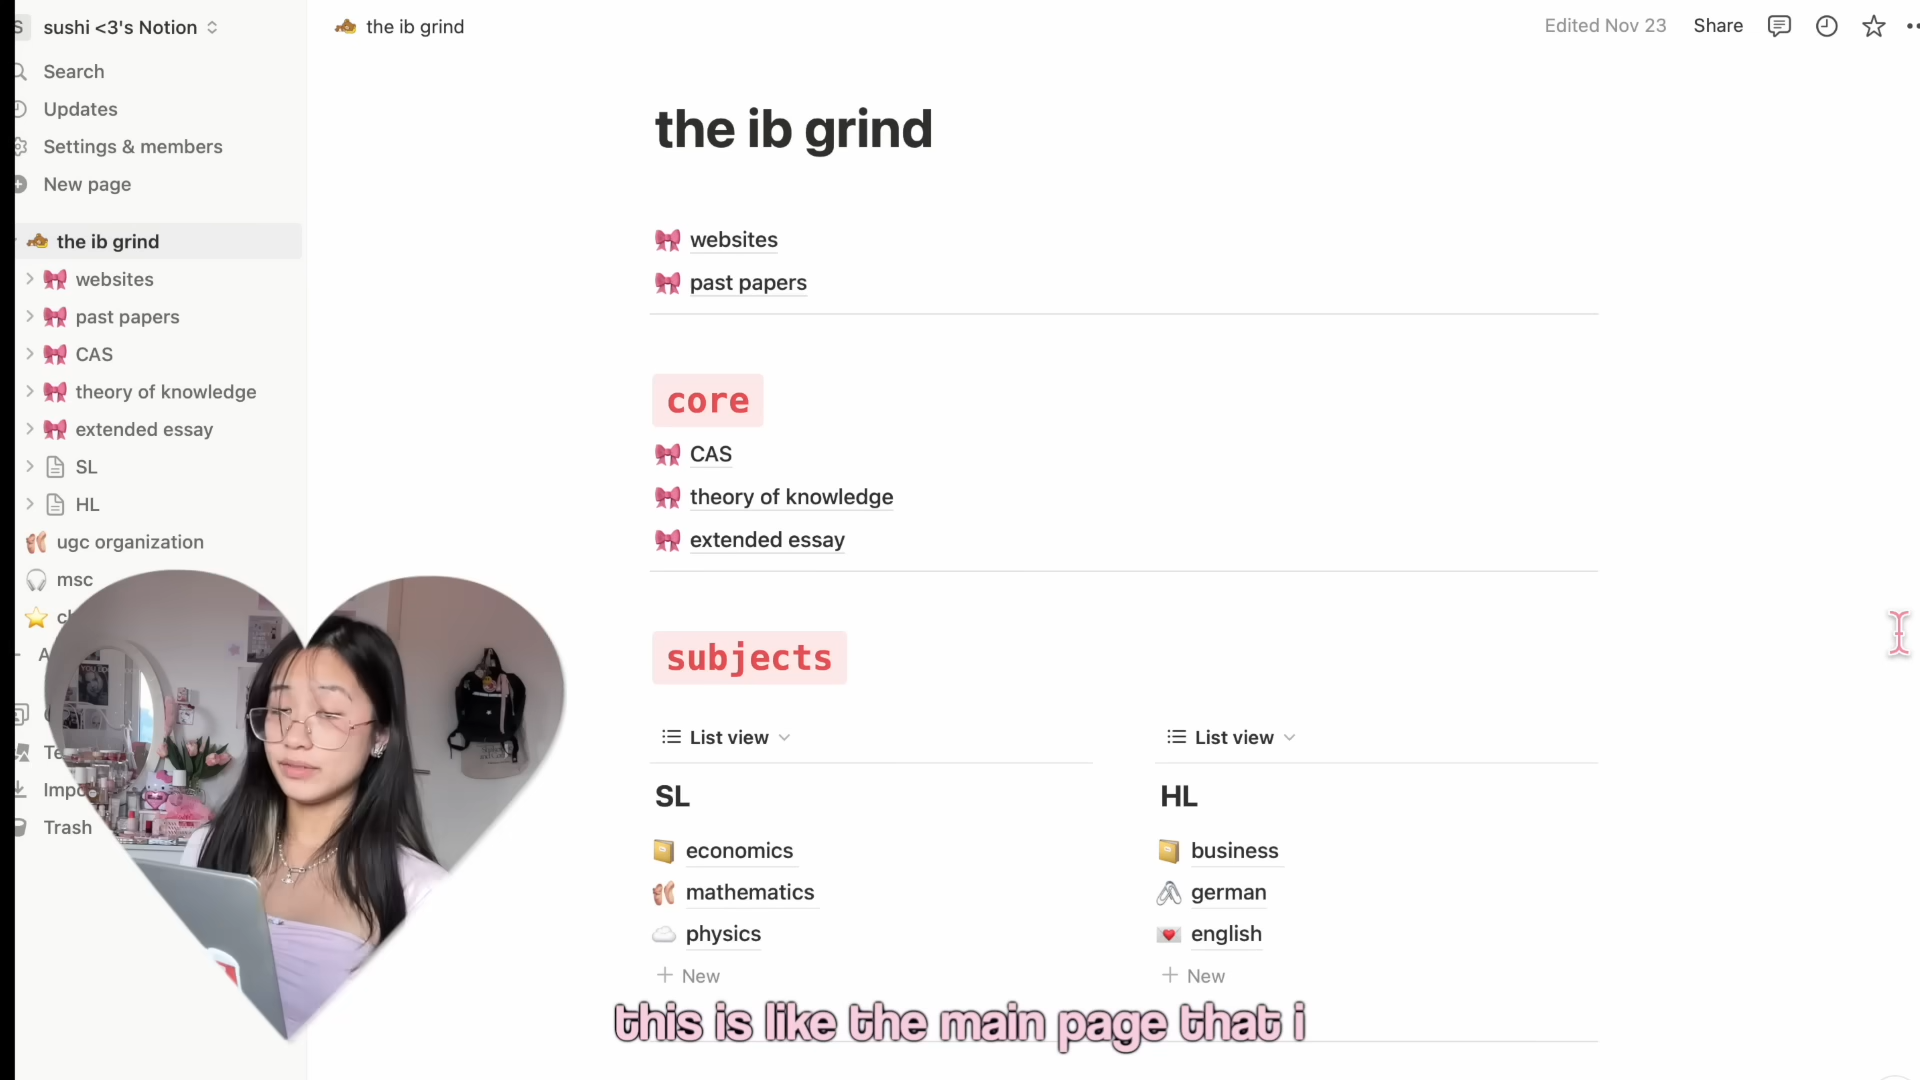 sushi <3's Notion
the ib grind
Edited Nov 23
Share
Search
Updates
Settings & members
New page
the ib grind
websites
past papers
CAS
theory of knowledge
extended essay
SL
HL
ugc organization
msc
Trash
the ib grind
websites
past papers
core
CAS
theory of knowledge
extended essay
subjects
List view
SL
economics
mathematics
physics
New
List view
HL
business
german
english
New
this is like the main page that i